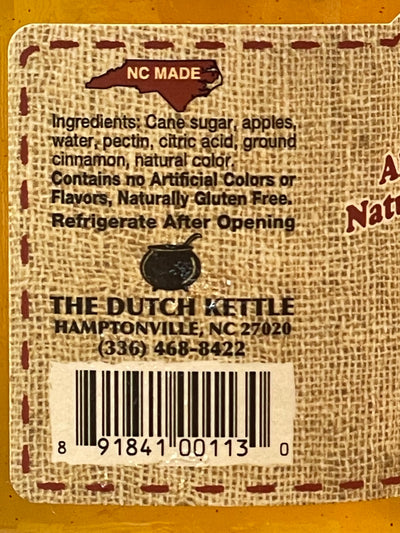 NC MADE
Ingredients: Cane sugar, apples,
water, pectin, citric acid, ground
cinnamon, natural color.
Contains no Artificial Colors or
Flavors, Naturally Gluten Free.
Refrigerate After Opening
THE DUTCH KETTLE
HAMPTONVILLE, NC 27020
(336) 468-8422
8 91841 00113 0